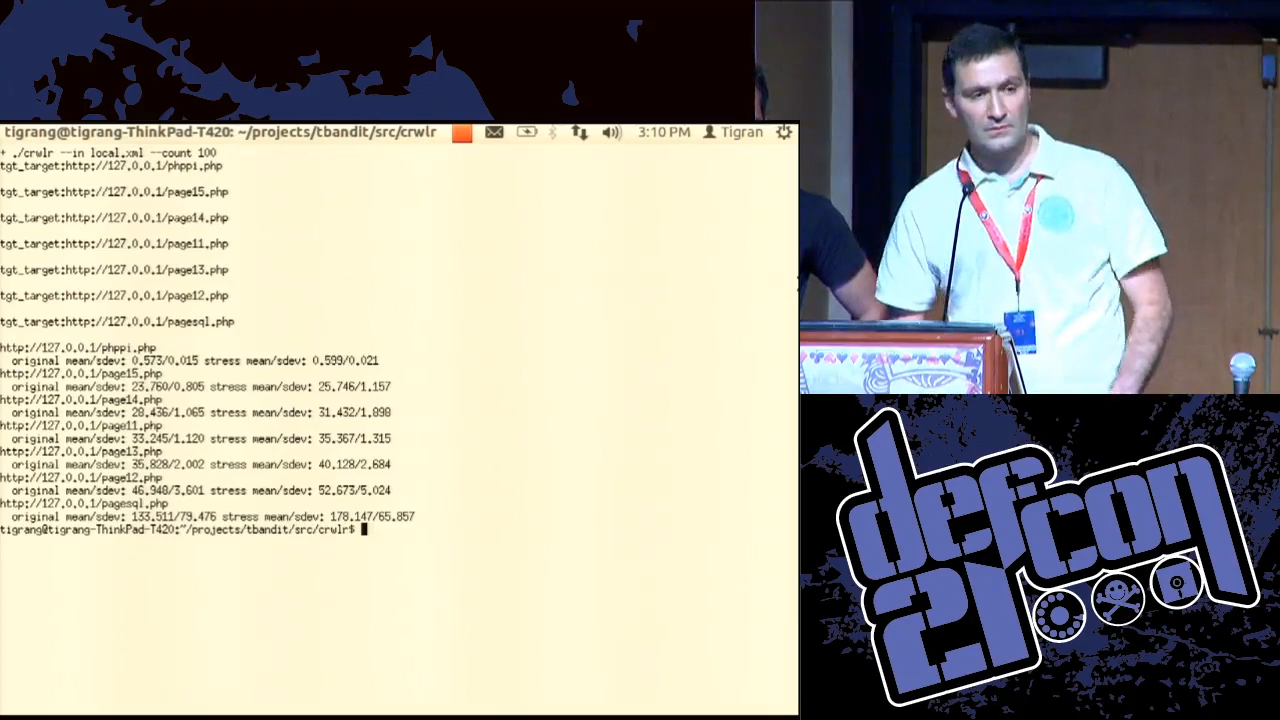 tigrang@tigrang-ThinkPad-T420: ~/projects/tbandit/src/crwlr 3:10 PM Tigran
+ ./crwlr --in local.xml --count 100
tgt_target:http://127.0.0.1/phppi.php
tgt_target:http://127.0.0.1/page15.php
tgt_target:http://127.0.0.1/page14.php
tgt_target:http://127.0.0.1/page11.php
tgt_target:http://127.0.0.1/page13.php
tgt_target:http://127.0.0.1/page12.php
tgt_target:http://127.0.0.1/pagesql.php
http://127.0.0.1/phppi.php
original mean/sdev: 0.573/0.015 stress mean/sdev: 0.599/0.021
http://127.0.0.1/page15.php
original mean/sdev: 23.760/0.805 stress mean/sdev: 25.746/1.157
http://127.0.0.1/page14.php
original mean/sdev: 28.436/1.065 stress mean/sdev: 31.432/1.898
http://127.0.0.1/page11.php
original mean/sdev: 33.245/1.120 stress mean/sdev: 35.367/1.315
http://127.0.0.1/page13.php
original mean/sdev: 35.828/2.002 stress mean/sdev: 40.128/2.684
http://127.0.0.1/page12.php
original mean/sdev: 46.948/3.601 stress mean/sdev: 52.673/5.024
http://127.0.0.1/pagesql.php
original mean/sdev: 133.511/79.476 stress mean/sdev: 178.147/65.857
tigrang@tigrang-ThinkPad-T420:~/projects/tbandit/src/crwlr$
defcon
21